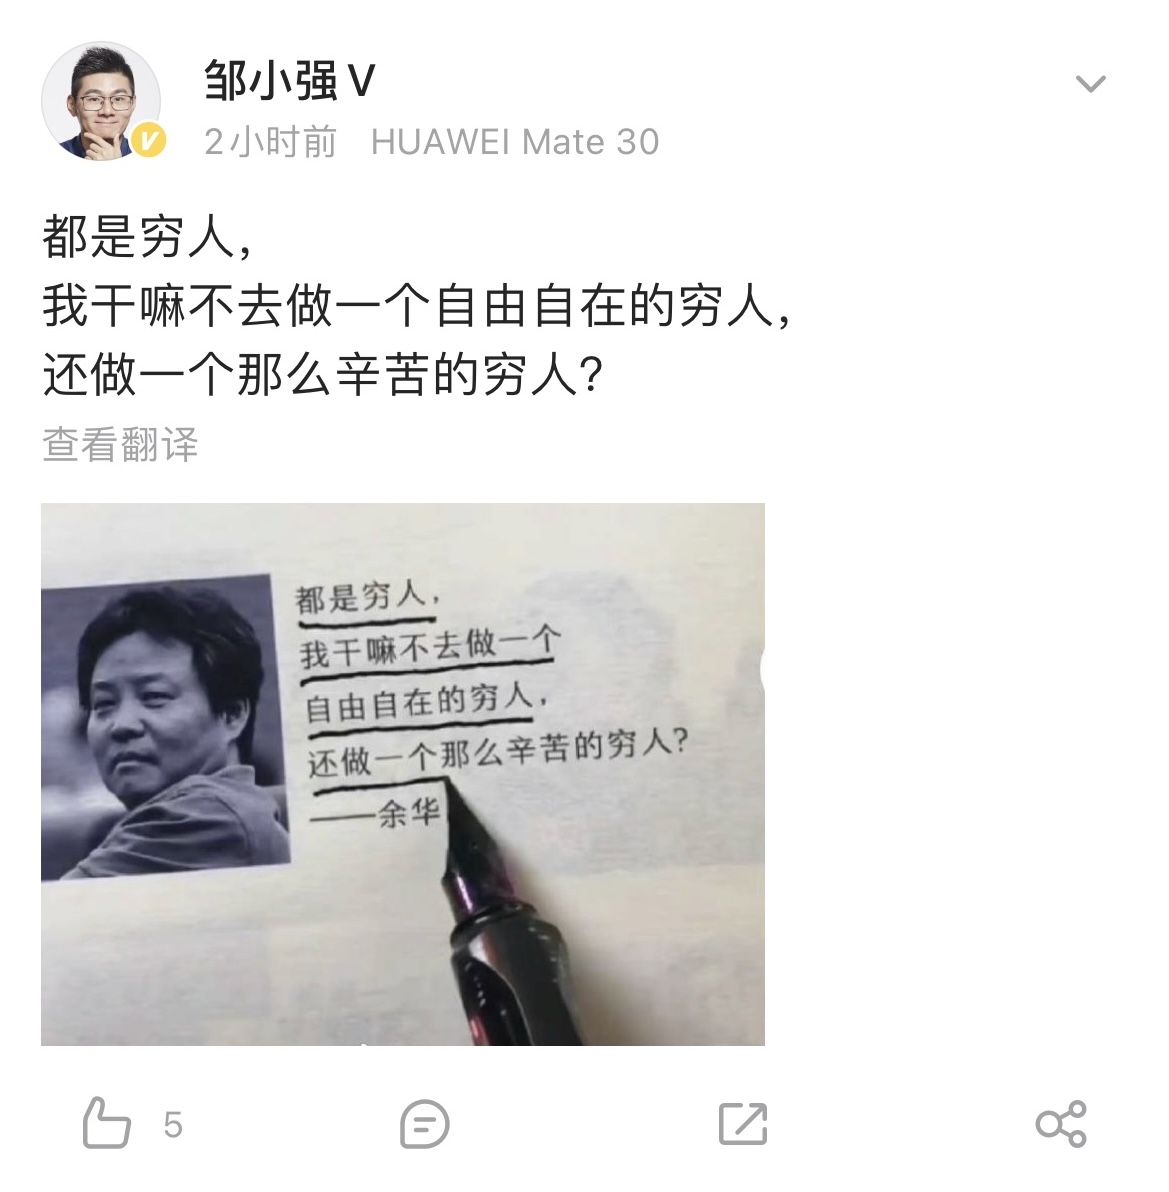 邹小强V
2小时前 HUAWEI Mate 30
都是穷人，
我干嘛不去做一个自由自在的穷人，
还做一个那么辛苦的穷人？
查看翻译
都是穷人，
我干嘛不去做一个
自由自在的穷人，
还做一个那么辛苦的穷人？
——余华
5